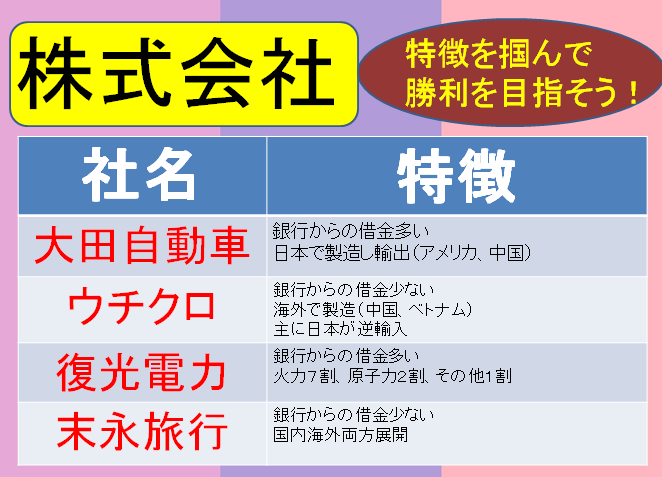 株式会社
特徴を掴んで
勝利を目指そう！
社名
特徴
大田自動車
銀行からの借金多い
日本で製造し輸出（アメリカ、中国）
ウチクロ
銀行からの借金少ない
海外で製造（中国、ベトナム）
主に日本が逆輸入
復光電力
銀行からの借金多い
火力７割、原子力２割、その他１割
末永旅行
銀行からの借金少ない
国内海外両方展開